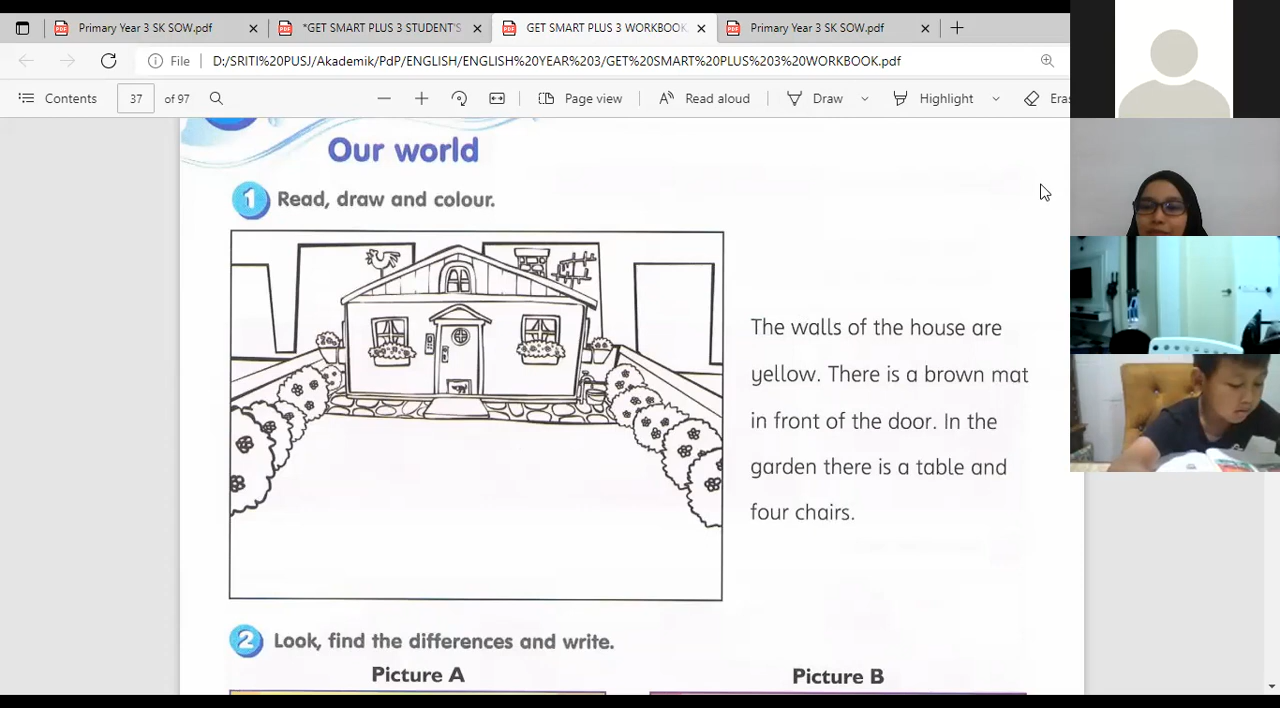 Primary Year 3 SK SOW.pdf
*GET SMART PLUS 3 STUDENT'S
GET SMART PLUS 3 WORKBOOK
Primary Year 3 SK SOW.pdf
File
D:/SRITI%20PUSJ/Akademik/PdP/ENGLISH/ENGLISH%20YEAR%203/GET%20SMART%20PLUS%203%20WORKBOOK.pdf
Contents
37
of 97
Page view
Read aloud
Draw
Highlight
Eras
Our world
1 Read, draw and colour.
The walls of the house are
yellow. There is a brown mat
in front of the door. In the
garden there is a table and
four chairs.
2 Look, find the differences and write.
Picture A
Picture B